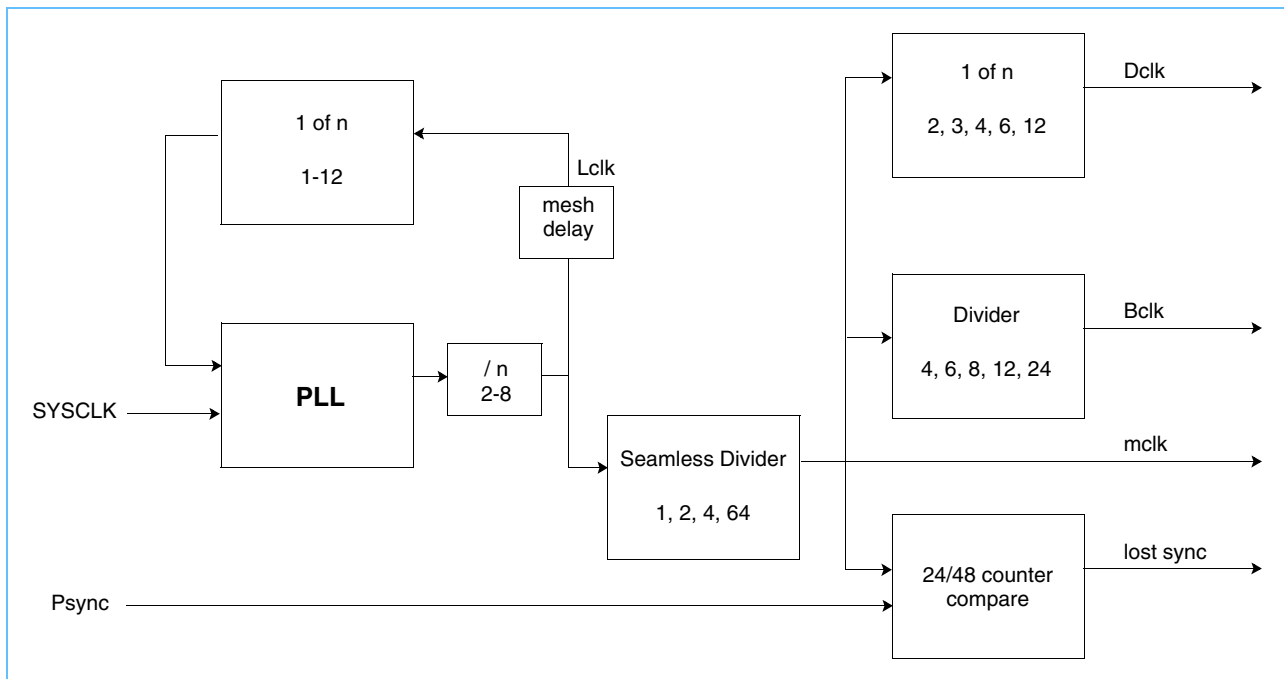 1 of n
1-12
Lclk
mesh
delay
PLL
/ n
2-8
SYSCLK
Psync
Seamless Divider
1, 2, 4, 64
1 of n
2, 3, 4, 6, 12
Dclk
Divider
4, 6, 8, 12, 24
Bclk
mclk
24/48 counter
compare
lost sync